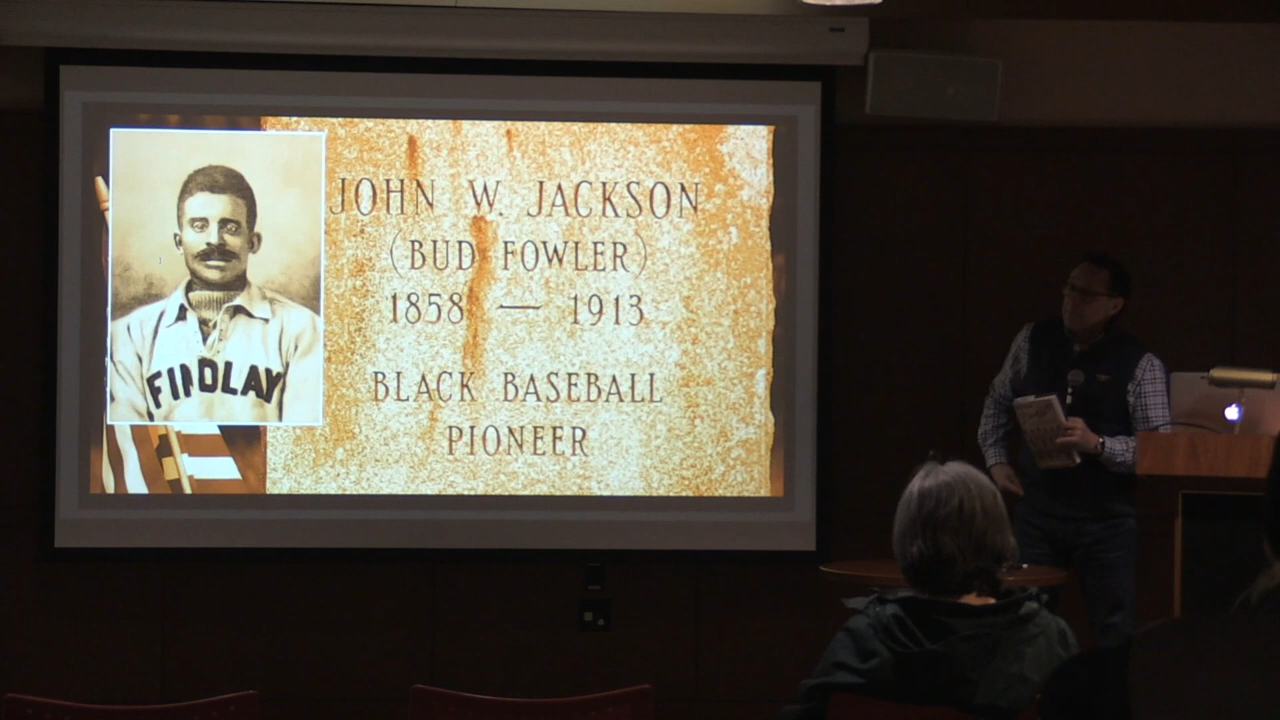 JOHN W. JACKSON
(BUD FOWLER)
1858 — 1913
BLACK BASEBALL
PIONEER
FINDLAY